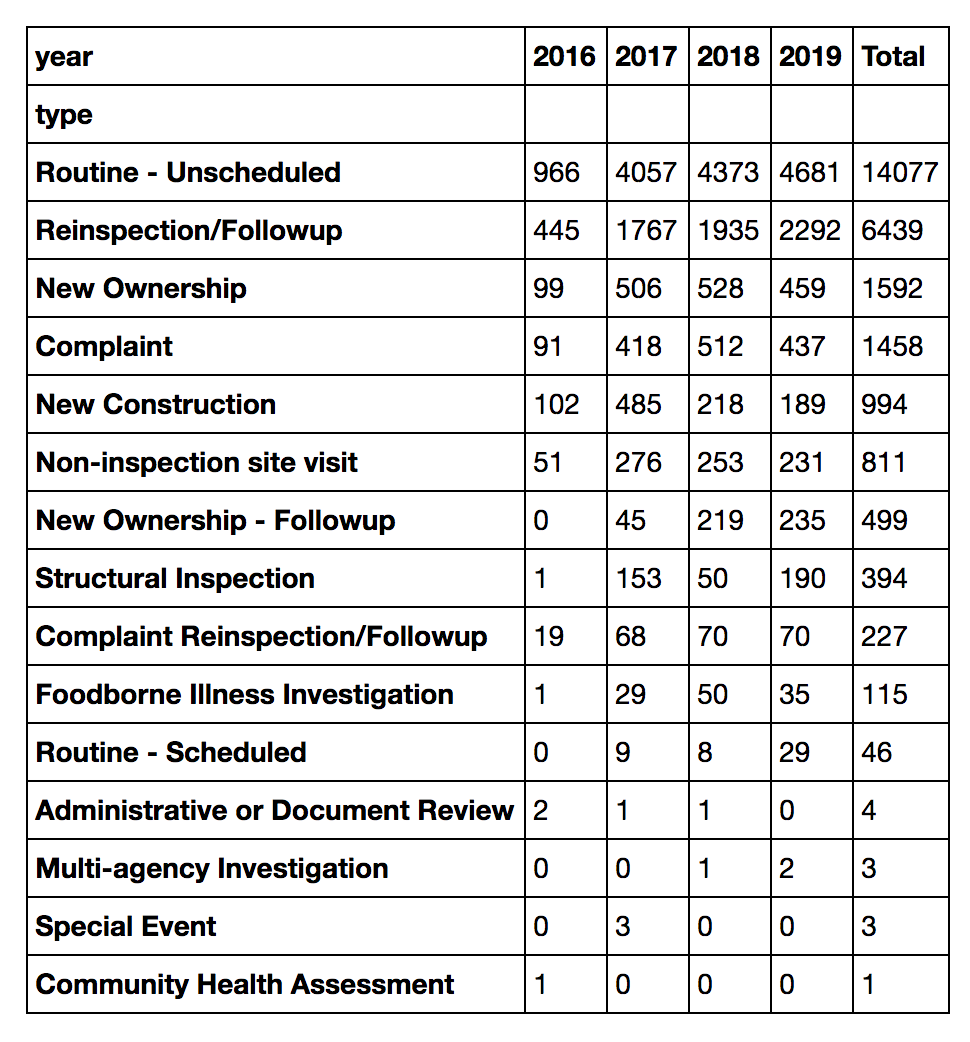 year 2016 2017 2018 2019 Total
type
Routine - Unscheduled 966 4057 4373 4681 14077
Reinspection/Followup 445 1767 1935 2292 6439
New Ownership 99 506 528 459 1592
Complaint 91 418 512 437 1458
New Construction 102 485 218 189 994
Non-inspection site visit 51 276 253 231 811
New Ownership - Followup 0 45 219 235 499
Structural Inspection 1 153 50 190 394
Complaint Reinspection/Followup 19 68 70 70 227
Foodborne Illness Investigation 1 29 50 35 115
Routine - Scheduled 0 9 8 29 46
Administrative or Document Review 2 1 1 0 4
Multi-agency Investigation 0 0 1 2 3
Special Event 0 3 0 0 3
Community Health Assessment 1 0 0 0 1